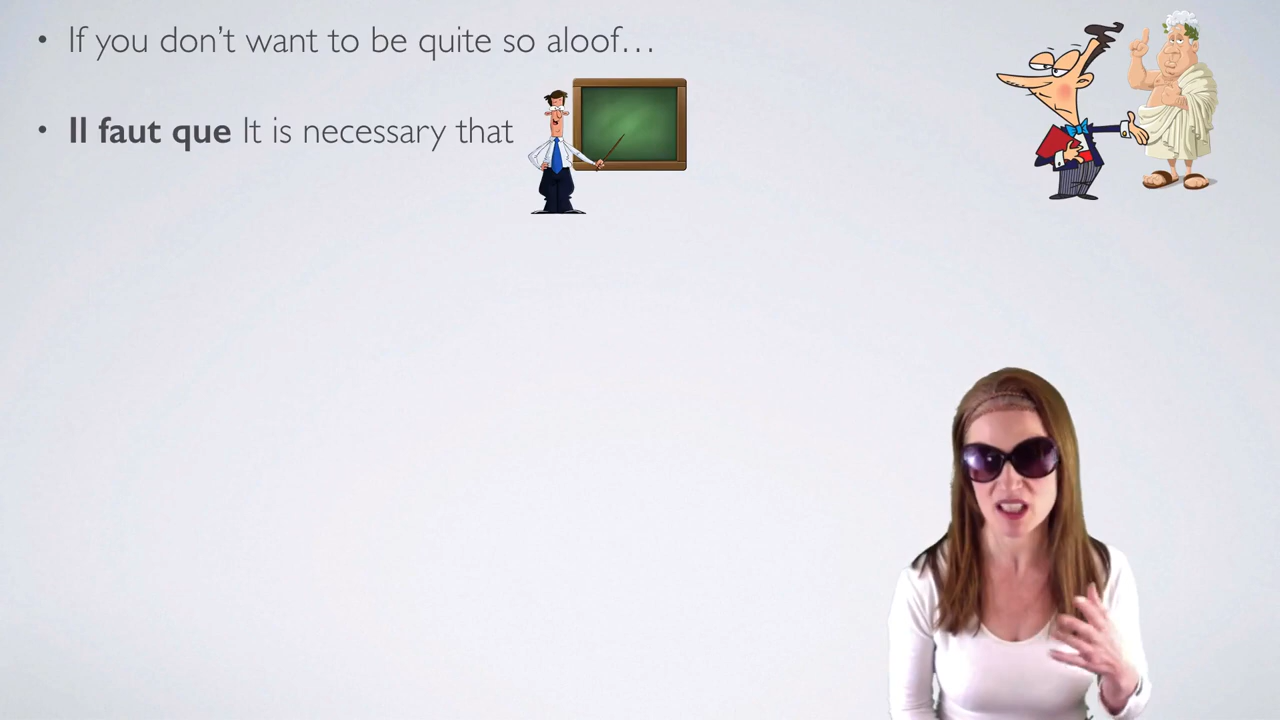 • If you don't want to be quite so aloof…
• Il faut que It is necessary that